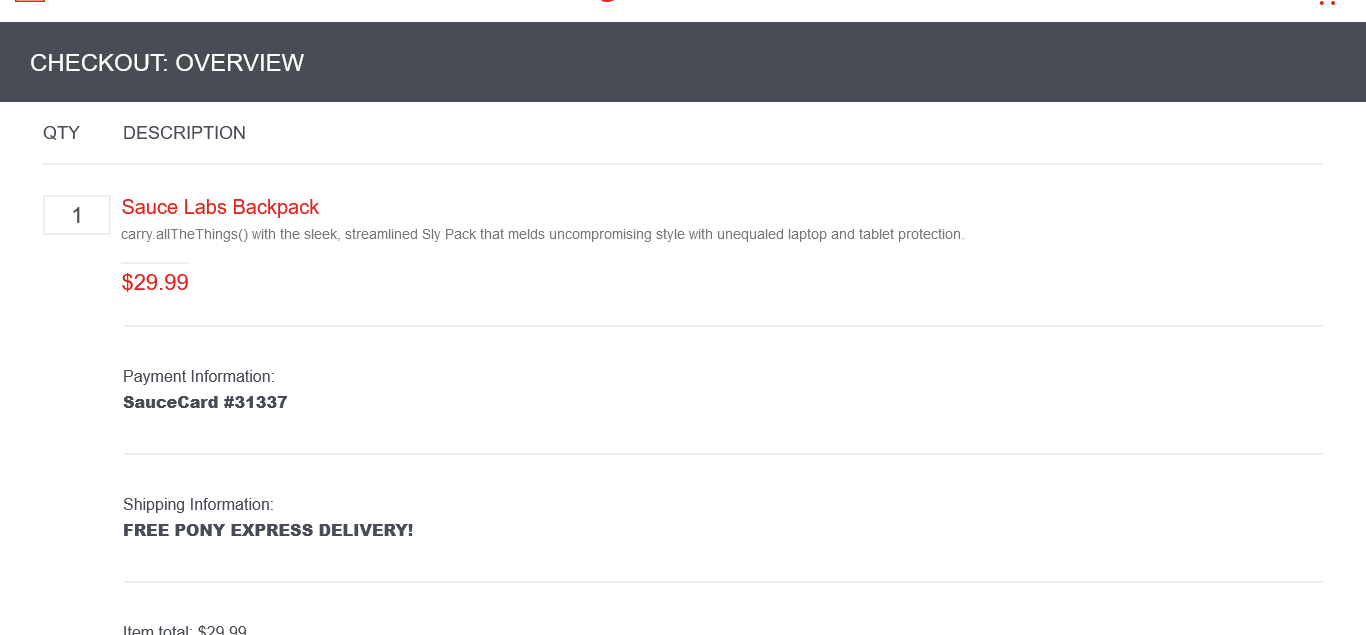 CHECKOUT: OVERVIEW
QTY DESCRIPTION
1 Sauce Labs Backpack
carry.allTheThings() with the sleek, streamlined Sly Pack that melds uncompromising style with unequaled laptop and tablet protection.
$29.99
Payment Information:
SauceCard #31337
Shipping Information:
FREE PONY EXPRESS DELIVERY!
Item total: $29.99